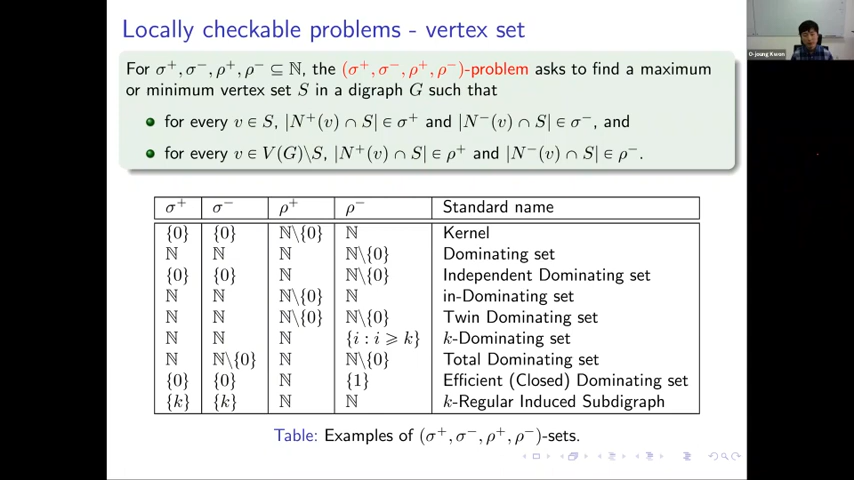 Locally checkable problems - vertex set
For σ⁺, σ⁻, ρ⁺, ρ⁻ ⊆ ℕ, the (σ⁺, σ⁻, ρ⁺, ρ⁻)-problem asks to find a maximum
or minimum vertex set S in a digraph G such that
for every v ∈ S, |N⁺(v) ∩ S| ∈ σ⁺ and |N⁻(v) ∩ S| ∈ σ⁻, and
for every v ∈ V(G)\S, |N⁺(v) ∩ S| ∈ ρ⁺ and |N⁻(v) ∩ S| ∈ ρ⁻.
σ⁺ σ⁻ ρ⁺ ρ⁻ Standard name
{0} {0} ℕ\{0} ℕ Kernel
ℕ ℕ ℕ ℕ\{0} Dominating set
{0} {0} ℕ ℕ\{0} Independent Dominating set
ℕ ℕ ℕ\{0} ℕ in-Dominating set
ℕ ℕ ℕ\{0} ℕ\{0} Twin Dominating set
ℕ ℕ ℕ {i : i ⩾ k} k-Dominating set
ℕ ℕ\{0} ℕ ℕ\{0} Total Dominating set
{0} {0} ℕ {1} Efficient (Closed) Dominating set
{k} {k} ℕ ℕ k-Regular Induced Subdigraph
Table: Examples of (σ⁺, σ⁻, ρ⁺, ρ⁻)-sets.
O-joung Kwon